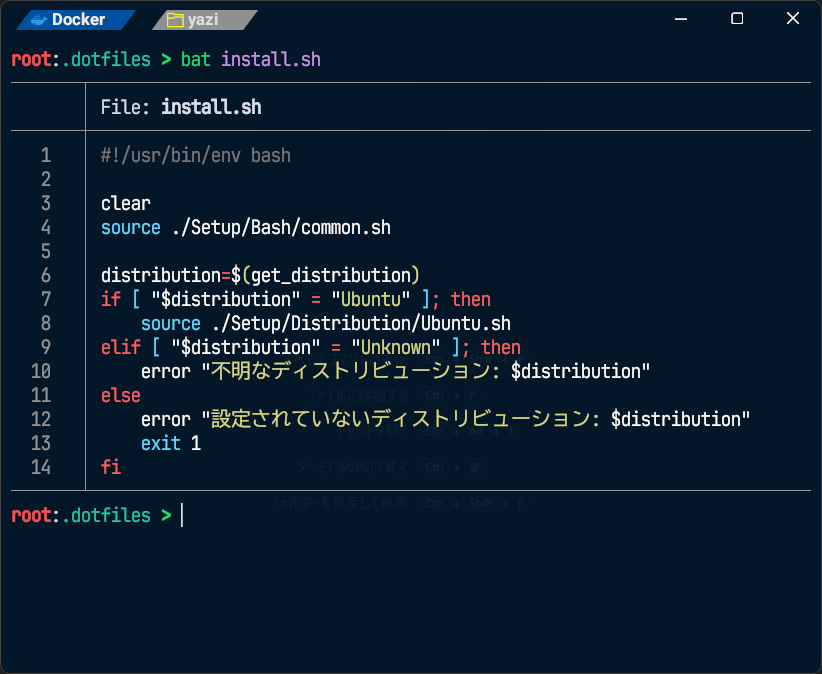 Docker yazi
root:.dotfiles > bat install.sh
File: install.sh
1 #!/usr/bin/env bash
2
3 clear
4 source ./Setup/Bash/common.sh
5
6 distribution=$(get_distribution)
7 if [ "$distribution" = "Ubuntu" ]; then
8 source ./Setup/Distribution/Ubuntu.sh
9 elif [ "$distribution" = "Unknown" ]; then
10 error "不明なディストリビューション: $distribution"
ファイルに移動する Ctrl + P
11 else
12 error "設定されていないディストリビューション: $distribution"
13 exit 1
14 fi
ターミナルの切り替え Ctrl + @
フォルダーを指定して検索 Ctrl + Shift + F
root:.dotfiles >